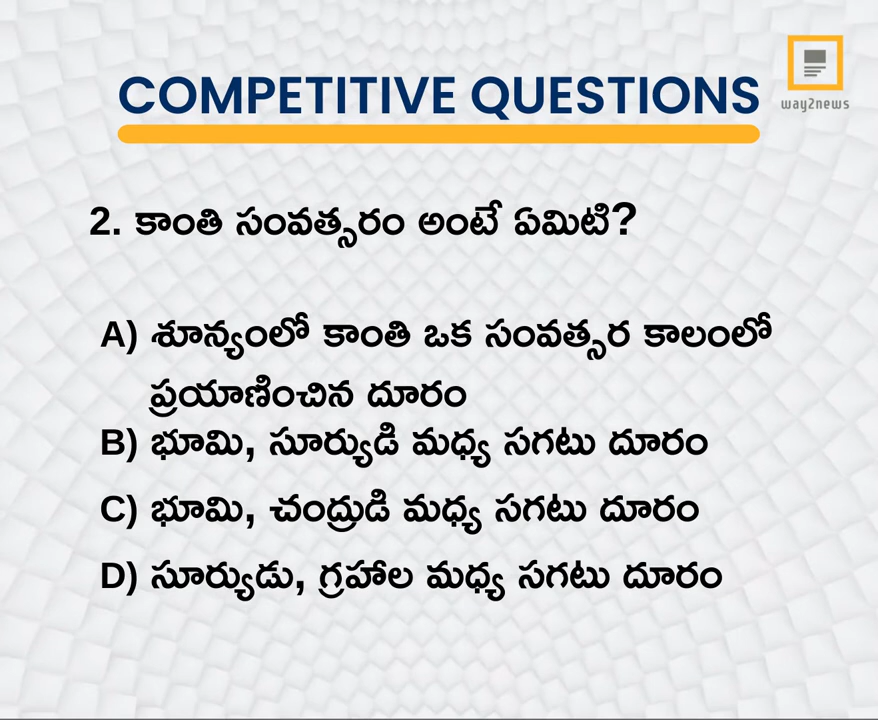 COMPETITIVE QUESTIONS
way2news
2. కాంతి సంవత్సరం అంటే ఏమిటి?
A) శూన్యంలో కాంతి ఒక సంవత్సర కాలంలో
ప్రయాణించిన దూరం
B) భూమి, సూర్యుడి మధ్య సగటు దూరం
C) భూమి, చంద్రుడి మధ్య సగటు దూరం
D) సూర్యుడు, గ్రహాల మధ్య సగటు దూరం